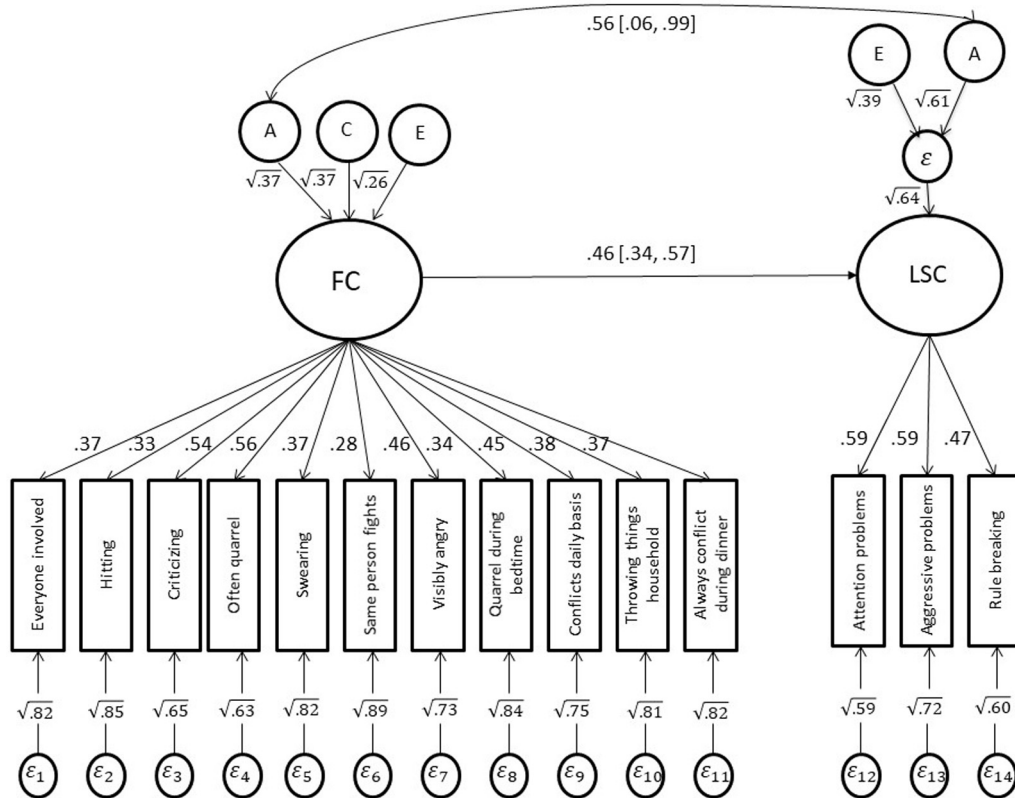 .56 [.06, .99]
E
A
√.39
√.61
A
C
E
ε
√.37
√.37
√.26
√.64
FC
.46 [.34, .57]
LSC
.37
.33
.54
.56
.37
.28
.46
.34
.45
.38
.37
.59
.59
.47
Everyone involved
Hitting
Criticizing
Often quarrel
Swearing
Same person fights
Visibly angry
Quarrel during
bedtime
Conflicts daily basis
Throwing things
household
Always conflict
during dinner
Attention problems
Aggressive problems
Rule breaking
√.82
√.85
√.65
√.63
√.82
√.89
√.73
√.84
√.75
√.81
√.82
√.59
√.72
√.60
ε1
ε2
ε3
ε4
ε5
ε6
ε7
ε8
ε9
ε10
ε11
ε12
ε13
ε14